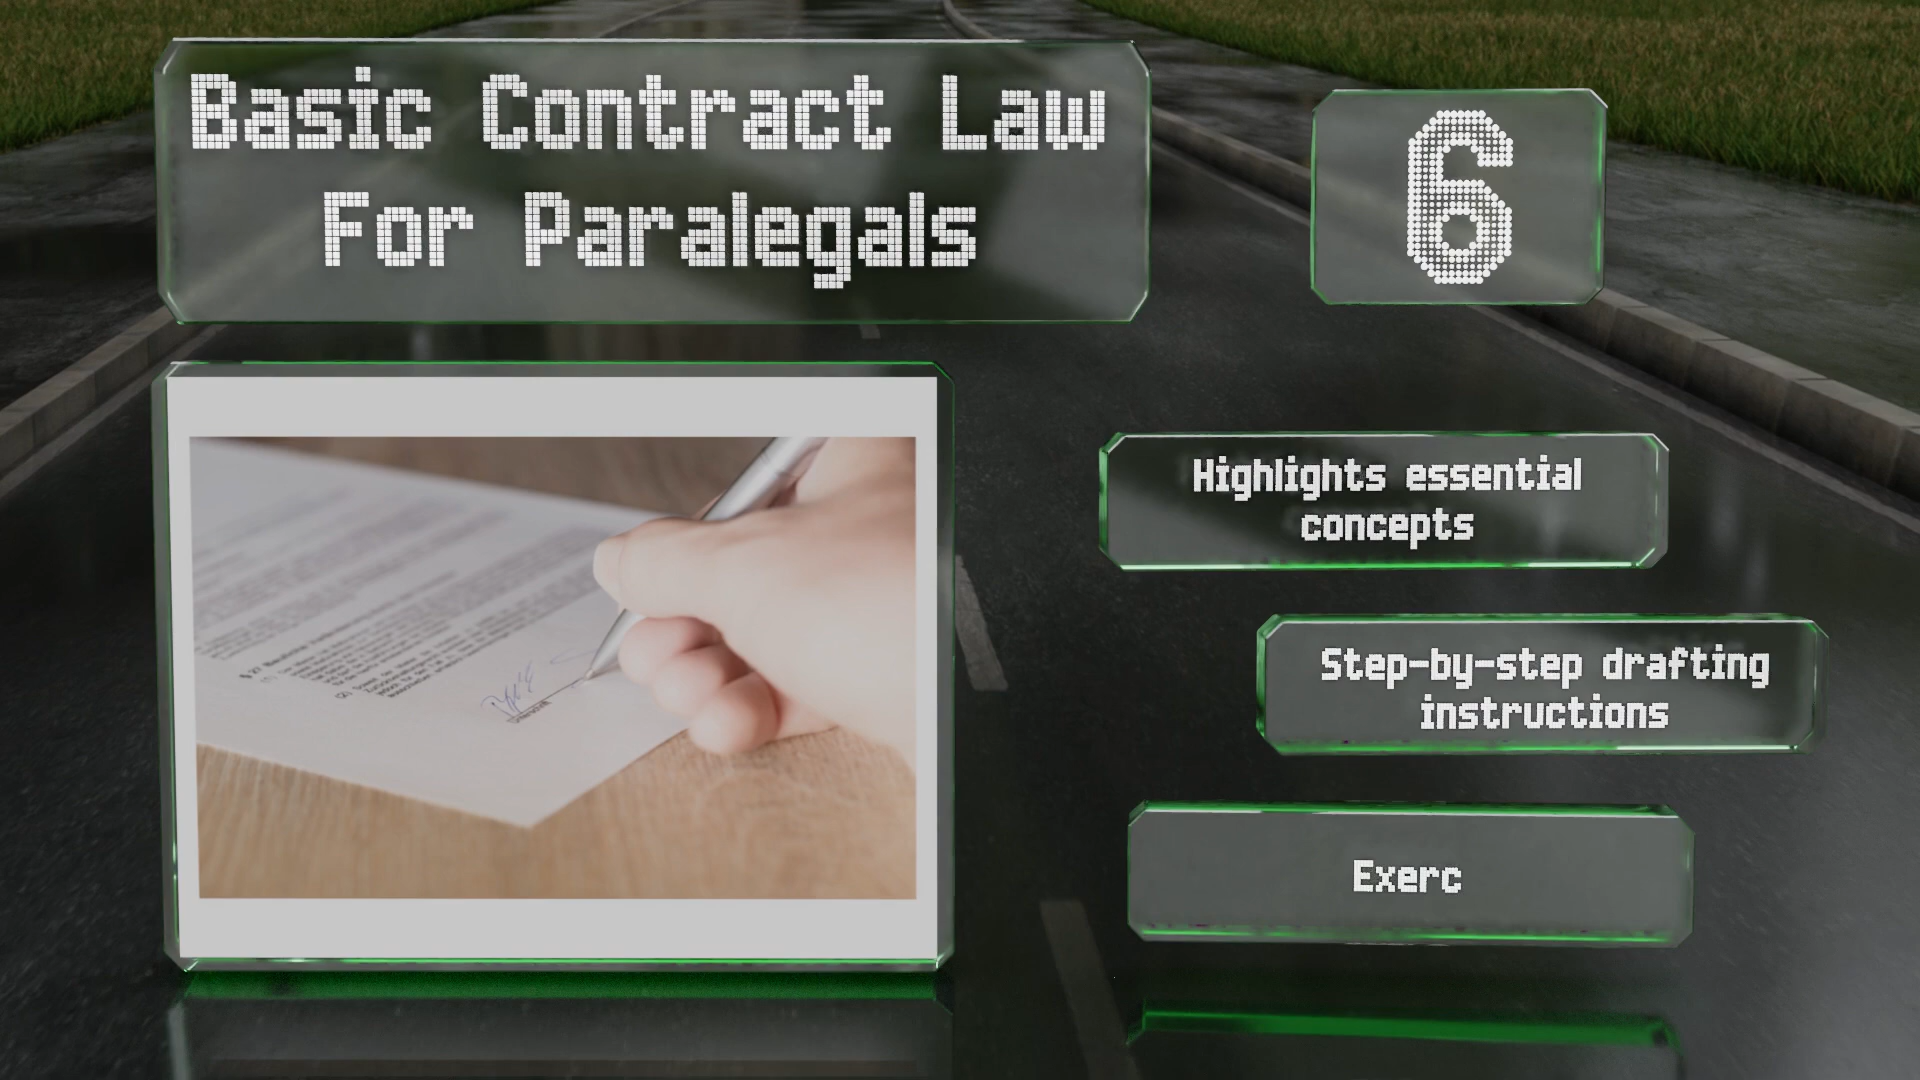 Basic Contract Law
For Paralegals
6
Highlights essential
concepts
Step-by-step drafting
instructions
Exerc